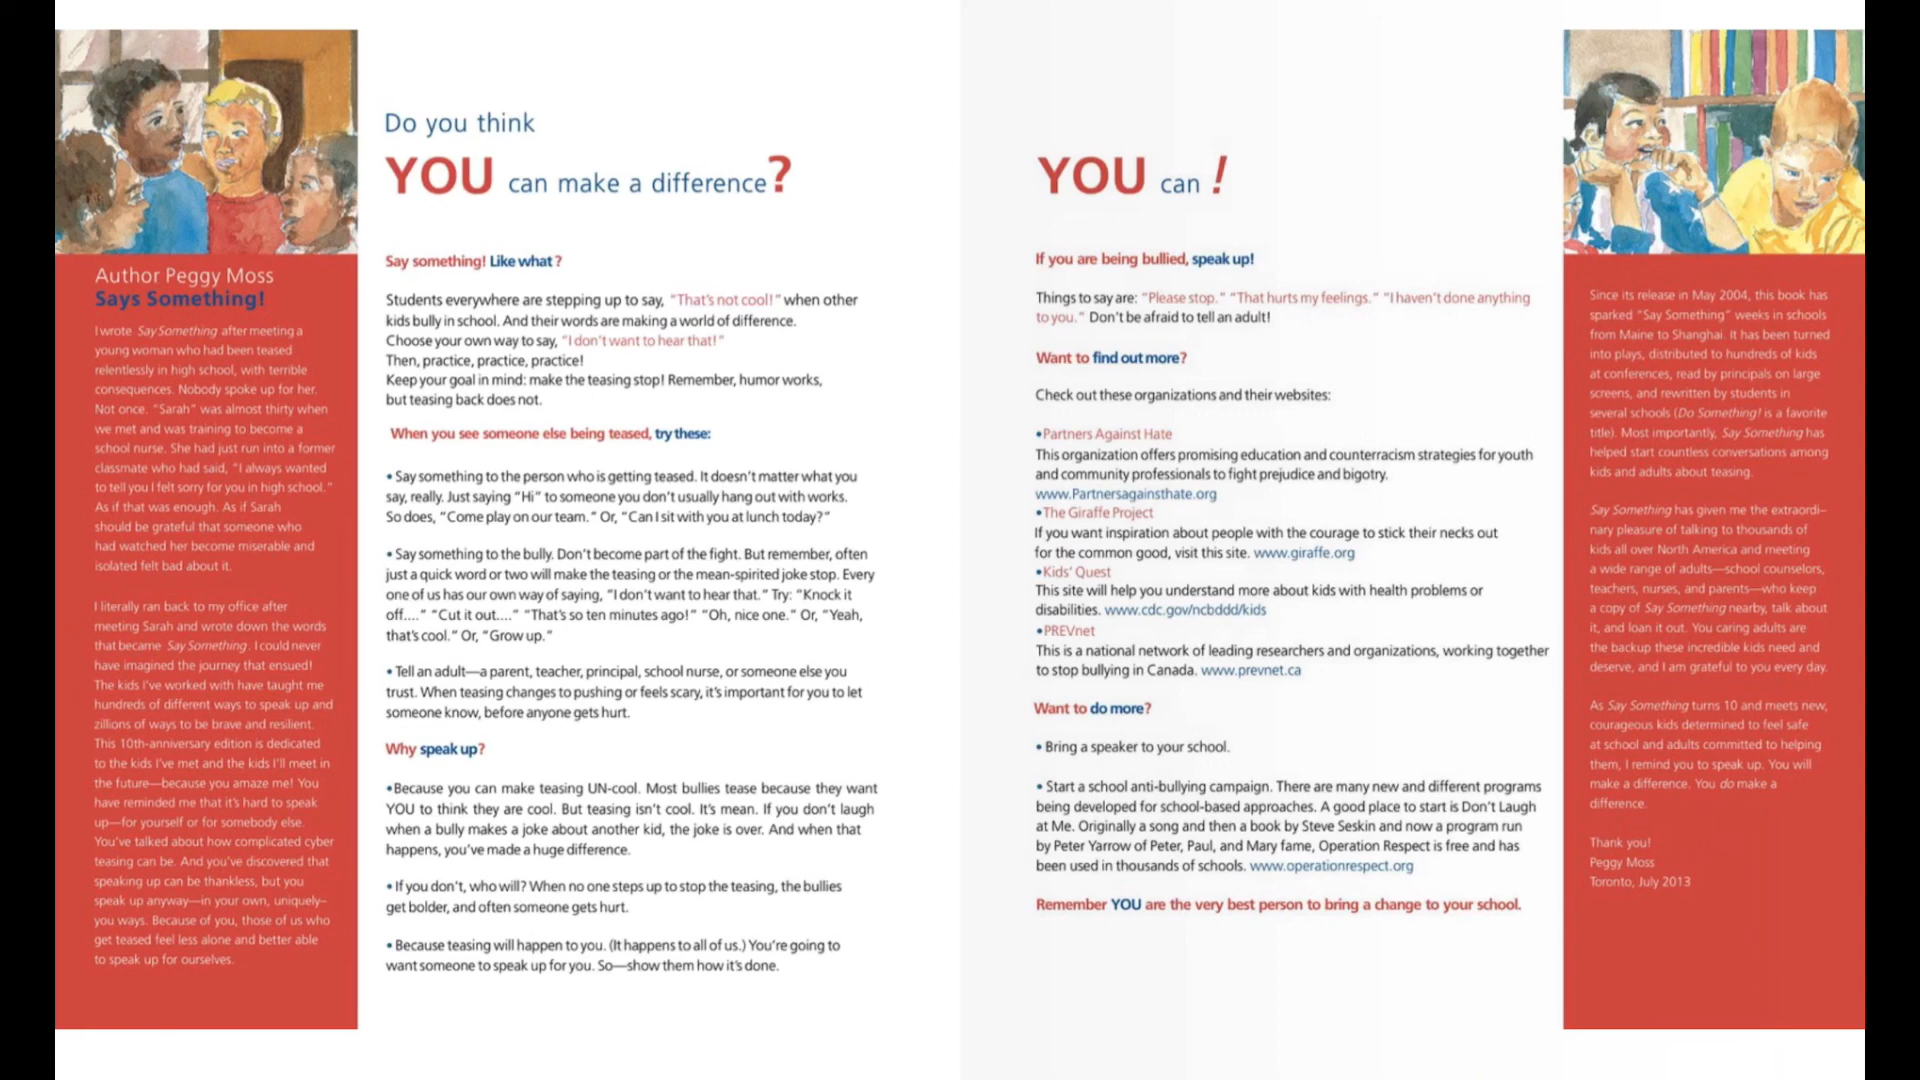 Author Peggy Moss
Says Something!
I wrote Say Something after meeting a
young woman who had been teased
relentlessly in high school, with terrible
consequences. Nobody spoke up for her.
Not once. “Sarah” was almost thirty when
we met and was training to become a
school nurse. She had just run into a former
classmate who had said, “I always wanted
to tell you I felt sorry for you in high school.”
As if that was enough. As if Sarah
should be grateful that someone who
had watched her become miserable and
isolated felt bad about it.
I literally ran back to my office after
meeting Sarah and wrote down the words
that became Say Something. I could never
have imagined the journey that ensued!
The kids I’ve worked with have taught me
hundreds of different ways to speak up and
zillions of ways to be brave and resilient.
This 10th-anniversary edition is dedicated
to the kids I’ve met and the kids I’ll meet in
the future—because you amaze me! You
have reminded me that it’s hard to speak
up—for yourself or for somebody else.
You’ve talked about how complicated cyber
teasing can be. And you’ve discovered that
speaking up can be thankless, but you
speak up anyway—in your own, uniquely–
you ways. Because of you, those of us who
get teased feel less alone and better able
to speak up for ourselves.
Do you think
YOU can make a difference?
Say something! Like what?
Students everywhere are stepping up to say, “That’s not cool!” when other
kids bully in school. And their words are making a world of difference.
Choose your own way to say, “I don’t want to hear that!”
Then, practice, practice, practice!
Keep your goal in mind: make the teasing stop! Remember, humor works,
but teasing back does not.
When you see someone else being teased, try these:
• Say something to the person who is getting teased. It doesn’t matter what you
say, really. Just saying “Hi” to someone you don’t usually hang out with works.
So does, “Come play on our team.” Or, “Can I sit with you at lunch today?”
• Say something to the bully. Don’t become part of the fight. But remember, often
just a quick word or two will make the teasing or the mean-spirited joke stop. Every
one of us has our own way of saying, “I don’t want to hear that.” Try: “Knock it
off....” “Cut it out....” “That’s so ten minutes ago!” “Oh, nice one.” Or, “Yeah,
that’s cool.” Or, “Grow up.”
• Tell an adult—a parent, teacher, principal, school nurse, or someone else you
trust. When teasing changes to pushing or feels scary, it’s important for you to let
someone know, before anyone gets hurt.
Why speak up?
•Because you can make teasing UN-cool. Most bullies tease because they want
YOU to think they are cool. But teasing isn’t cool. It’s mean. If you don’t laugh
when a bully makes a joke about another kid, the joke is over. And when that
happens, you’ve made a huge difference.
• If you don’t, who will? When no one steps up to stop the teasing, the bullies
get bolder, and often someone gets hurt.
• Because teasing will happen to you. (It happens to all of us.) You’re going to
want someone to speak up for you. So—show them how it’s done.
YOU can !
If you are being bullied, speak up!
Things to say are: “Please stop.” “That hurts my feelings.” “I haven’t done anything
to you.” Don’t be afraid to tell an adult!
Want to find out more?
Check out these organizations and their websites:
•Partners Against Hate
This organization offers promising education and counterracism strategies for youth
and community professionals to fight prejudice and bigotry.
www.Partnersagainsthate.org
•The Giraffe Project
If you want inspiration about people with the courage to stick their necks out
for the common good, visit this site. www.giraffe.org
•Kids’ Quest
This site will help you understand more about kids with health problems or
disabilities. www.cdc.gov/ncbddd/kids
•PREVnet
This is a national network of leading researchers and organizations, working together
to stop bullying in Canada. www.prevnet.ca
Want to do more?
• Bring a speaker to your school.
• Start a school anti-bullying campaign. There are many new and different programs
being developed for school-based approaches. A good place to start is Don’t Laugh
at Me. Originally a song and then a book by Steve Seskin and now a program run
by Peter Yarrow of Peter, Paul, and Mary fame, Operation Respect is free and has
been used in thousands of schools. www.operationrespect.org
Remember YOU are the very best person to bring a change to your school.
Since its release in May 2004, this book has
sparked “Say Something” weeks in schools
from Maine to Shanghai. It has been turned
into plays, distributed to hundreds of kids
at conferences, read by principals on large
screens, and rewritten by students in
several schools (Do Something! is a favorite
title). Most importantly, Say Something has
helped start countless conversations among
kids and adults about teasing.
Say Something has given me the extraordi–
nary pleasure of talking to thousands of
kids all over North America and meeting
a wide range of adults—school counselors,
teachers, nurses, and parents—who keep
a copy of Say Something nearby, talk about
it, and loan it out. You caring adults are
the backup these incredible kids need and
deserve, and I am grateful to you every day.
As Say Something turns 10 and meets new,
courageous kids determined to feel safe
at school and adults committed to helping
them, I remind you to speak up. You will
make a difference. You do make a
difference.
Thank you!
Peggy Moss
Toronto, July 2013